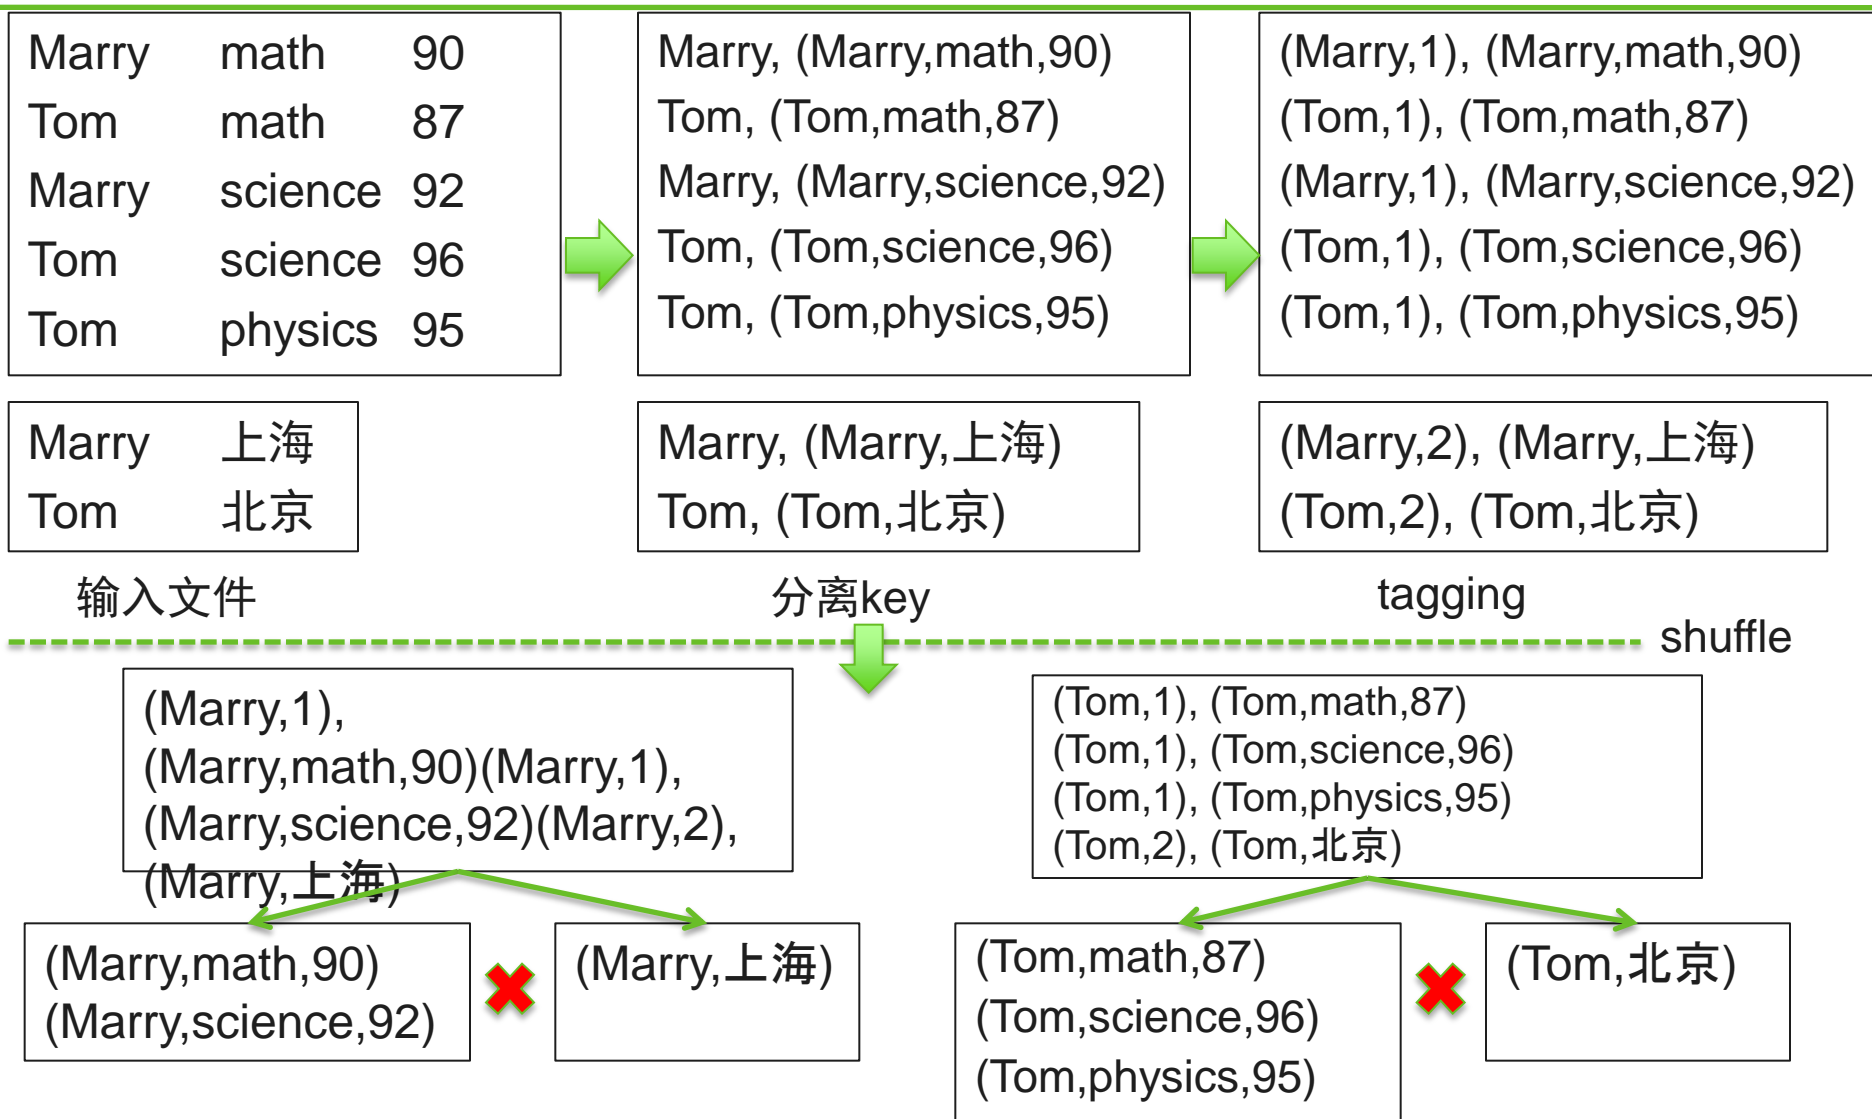 Marry math 90
Tom math 87
Marry science 92
Tom science 96
Tom physics 95
Marry, (Marry,math,90)
Tom, (Tom,math,87)
Marry, (Marry,science,92)
Tom, (Tom,science,96)
Tom, (Tom,physics,95)
(Marry,1), (Marry,math,90)
(Tom,1), (Tom,math,87)
(Marry,1), (Marry,science,92)
(Tom,1), (Tom,science,96)
(Tom,1), (Tom,physics,95)
Marry 上海
Tom 北京
Marry, (Marry,上海)
Tom, (Tom,北京)
(Marry,2), (Marry,上海)
(Tom,2), (Tom,北京)
输入文件
分离key
tagging
shuffle
(Marry,1),
(Marry,math,90)(Marry,1),
(Marry,science,92)(Marry,2),
(Marry,上海)
(Tom,1), (Tom,math,87)
(Tom,1), (Tom,science,96)
(Tom,1), (Tom,physics,95)
(Tom,2), (Tom,北京)
(Marry,math,90)
(Marry,science,92)
(Marry,上海)
(Tom,math,87)
(Tom,science,96)
(Tom,physics,95)
(Tom,北京)